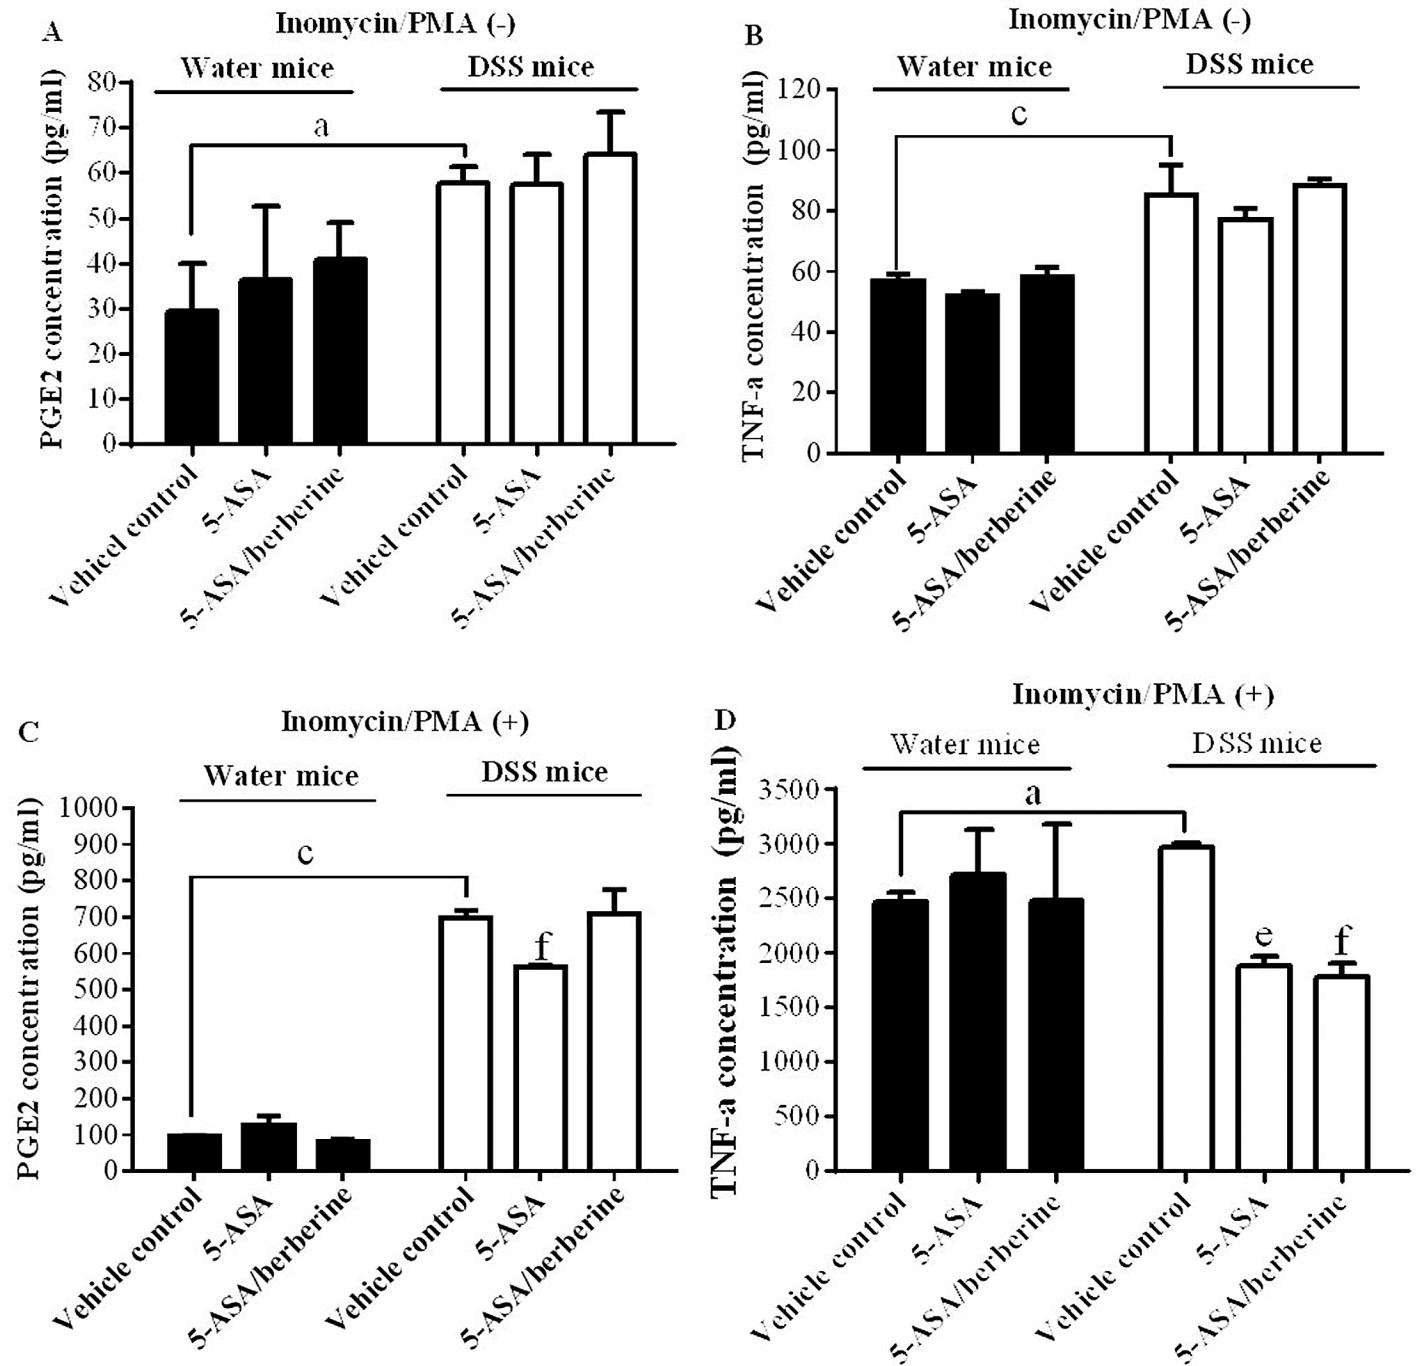 A
Inomycin/PMA (-)
Water mice
DSS mice
PGE2 concentration (pg/ml)
80
70
60
50
40
30
20
10
0
a
Vehicel control
5-ASA
5-ASA/berberine
Vehicel control
5-ASA
5-ASA/berberine
B
Inomycin/PMA (-)
Water mice
DSS mice
TNF-a concentration (pg/ml)
120
100
80
60
40
20
0
c
Vehicle control
5-ASA
5-ASA/berberine
Vehicle control
5-ASA
5-ASA/berberine
C
Inomycin/PMA (+)
Water mice
DSS mice
PGE2 concentration (pg/ml)
1000
900
800
700
600
500
400
300
200
100
0
c
f
Vehicle control
5-ASA
5-ASA/berberine
Vehicle control
5-ASA
5-ASA/berberine
D
Inomycin/PMA (+)
Water mice
DSS mice
TNF-a concentration (pg/ml)
3500
3000
2500
2000
1500
1000
500
0
a
e
f
Vehicle control
5-ASA
5-ASA/berberine
Vehicle control
5-ASA
5-ASA/berberine